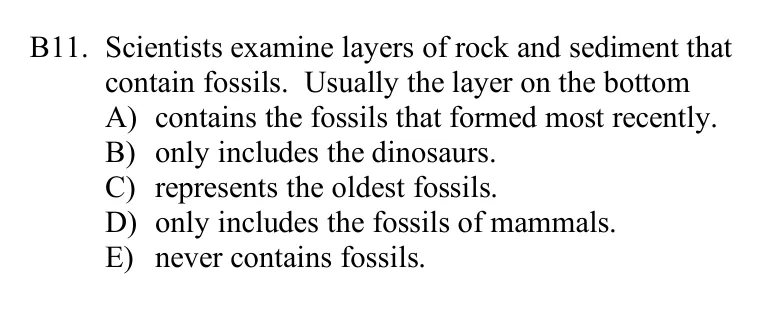 B11. Scientists examine layers of rock and sediment that
contain fossils. Usually the layer on the bottom
A) contains the fossils that formed most recently.
B) only includes the dinosaurs.
C) represents the oldest fossils.
D) only includes the fossils of mammals.
E) never contains fossils.